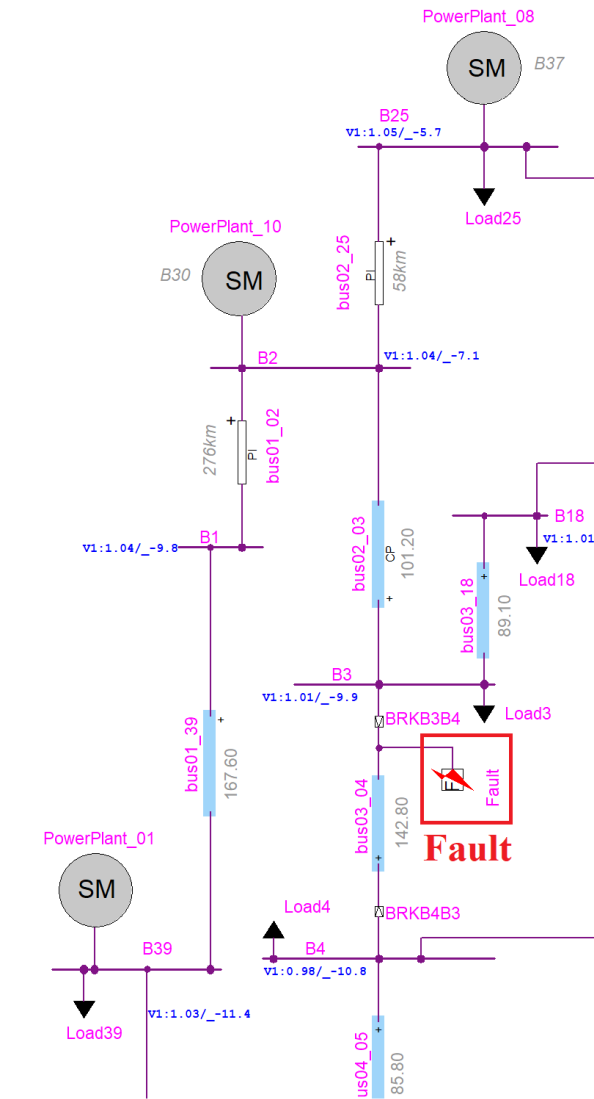 PowerPlant_08
SM
B37
B25
V1:1.05/_-5.7
Load25
PowerPlant_10
B30
SM
bus02_25
PI
+
58km
B2
V1:1.04/_-7.1
276km
+
PI
bus01_02
B1
V1:1.04/_-9.8
bus02_03
CP
+
101.20
B18
V1:1.01
Load18
bus03_18
+
89.10
B3
V1:1.01/_-9.9
Load3
BRKB3B4
bus01_39
+
167.60
F
Fault
Fault
bus03_04
+
142.80
PowerPlant_01
SM
Load4
BRKB4B3
B39
B4
V1:0.98/_-10.8
V1:1.03/_-11.4
Load39
us04_05
+
85.80